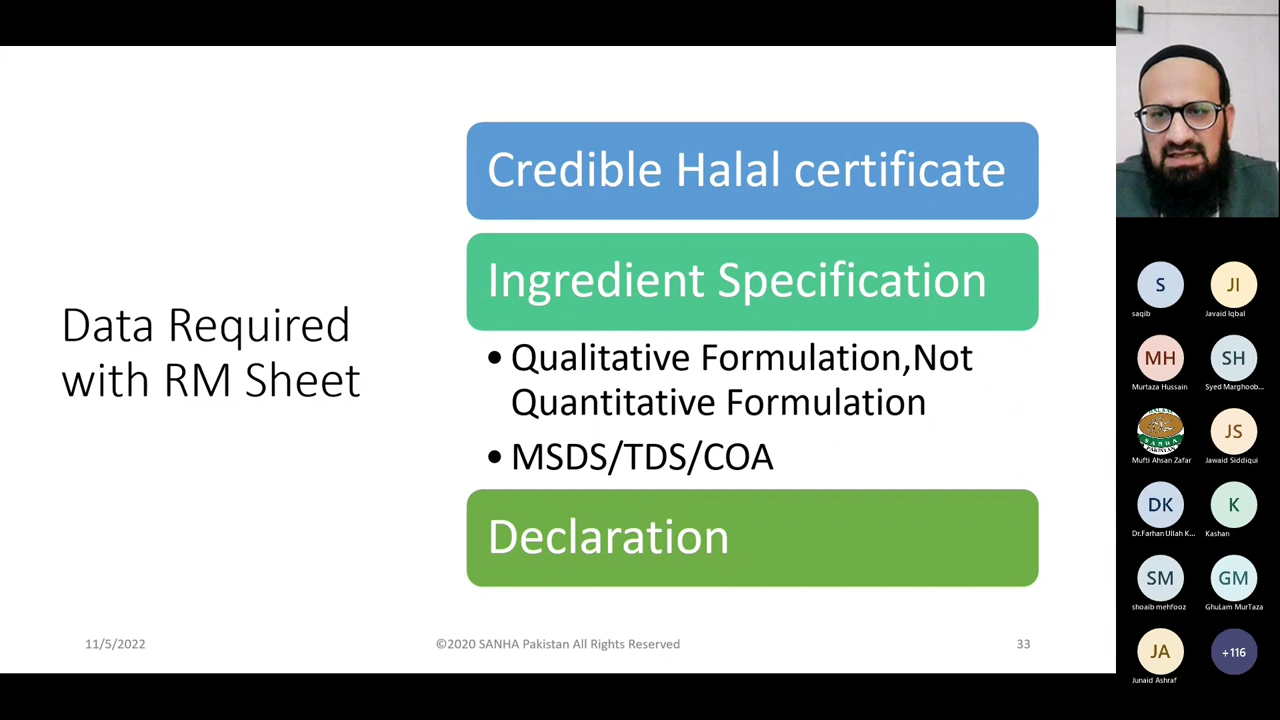 Data Required
with RM Sheet
Credible Halal certificate
Ingredient Specification
• Qualitative Formulation,Not
Quantitative Formulation
• MSDS/TDS/COA
Declaration
11/5/2022
©2020 SANHA Pakistan All Rights Reserved
33
S
saqib
JI
Javaid Iqbal
MH
Murtaza Hussain
SH
Syed Marghoob...
SANHA
PAKISTAN
Mufti Ahsan Zafar
JS
Jawaid Siddiqui
DK
Dr.Farhan Ullah K...
K
Kashan
SM
shoaib mehfooz
GM
GhuLam MurTaza
JA
Junaid Ashraf
+116